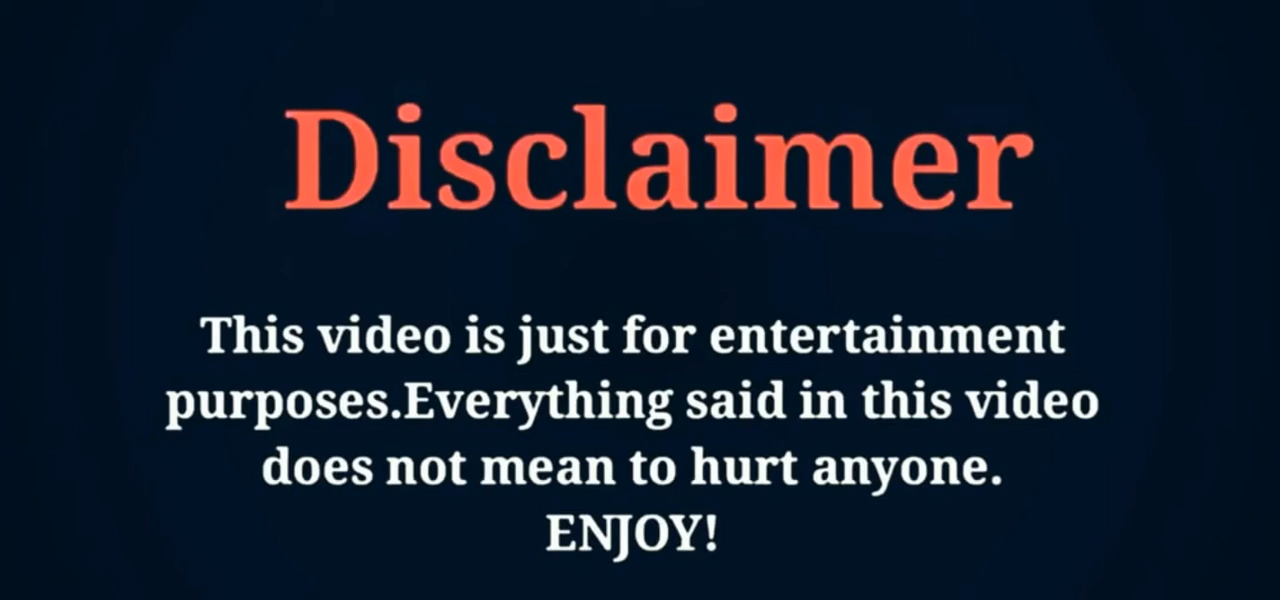 Disclaimer
This video is just for entertainment
purposes.Everything said in this video
does not mean to hurt anyone.
ENJOY!